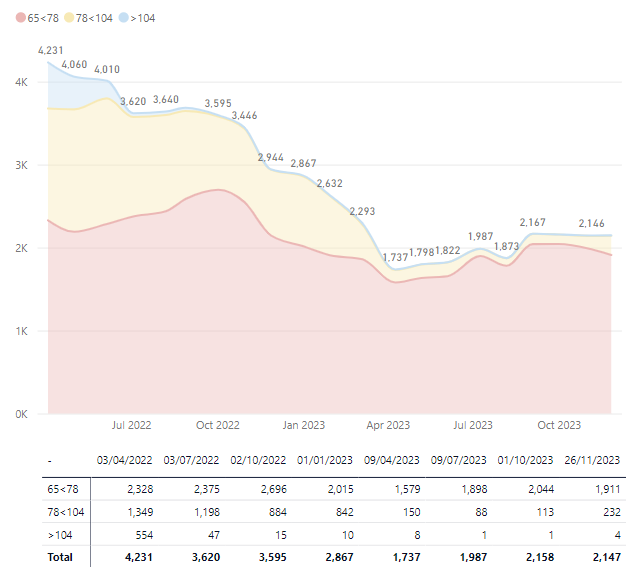 65<78 78<104 >104
4,231
4,060
4,010
3,620
3,640
3,595
3,446
2,944
2,867
2,632
2,293
1,737
1,798
1,822
1,987
1,873
2,167
2,146
4K
3K
2K
1K
0K
Jul 2022 Oct 2022 Jan 2023 Apr 2023 Jul 2023 Oct 2023
- 03/04/2022 03/07/2022 02/10/2022 01/01/2023 09/04/2023 09/07/2023 01/10/2023 26/11/2023
65<78 2,328 2,375 2,696 2,015 1,579 1,898 2,044 1,911
78<104 1,349 1,198 884 842 150 88 113 232
>104 554 47 15 10 8 1 1 4
Total 4,231 3,620 3,595 2,867 1,737 1,987 2,158 2,147